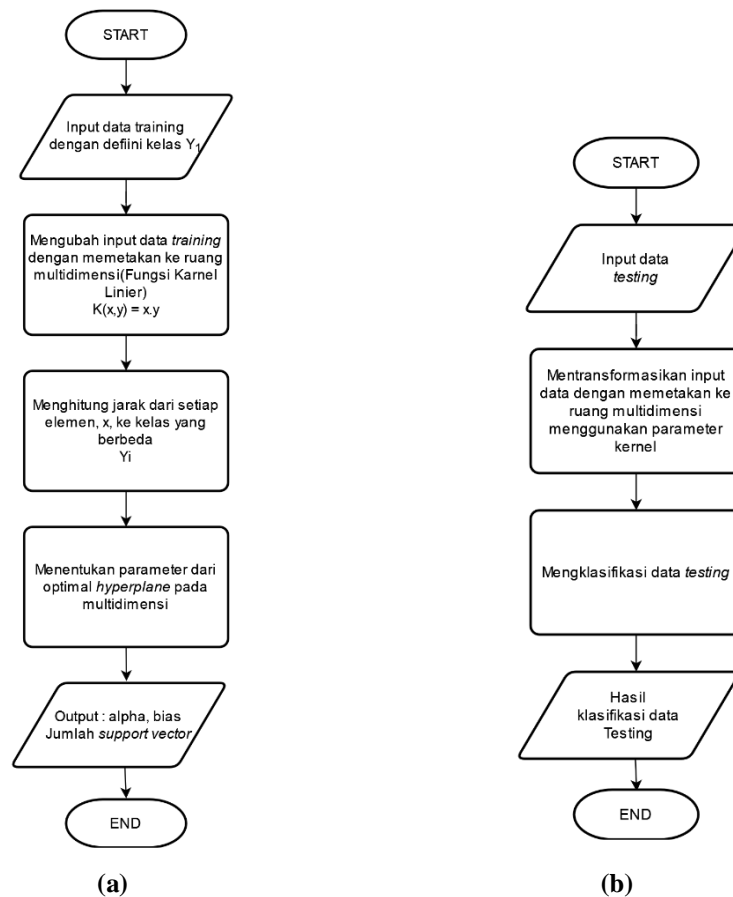 START
Input data training
dengan defiini kelas Y1
Mengubah input data training
dengan memetakan ke ruang
multidimensi(Fungsi Karnel
Linier)
K(x,y) = x.y
Menghitung jarak dari setiap
elemen, x, ke kelas yang
berbeda
Yi
Menentukan parameter dari
optimal hyperplane pada
multidimensi
Output : alpha, bias
Jumlah support vector
END
(a)
START
Input data
testing
Mentransformasikan input
data dengan memetakan ke
ruang multidimensi
menggunakan parameter
kernel
Mengklasifikasi data testing
Hasil
klasifikasi data
Testing
END
(b)